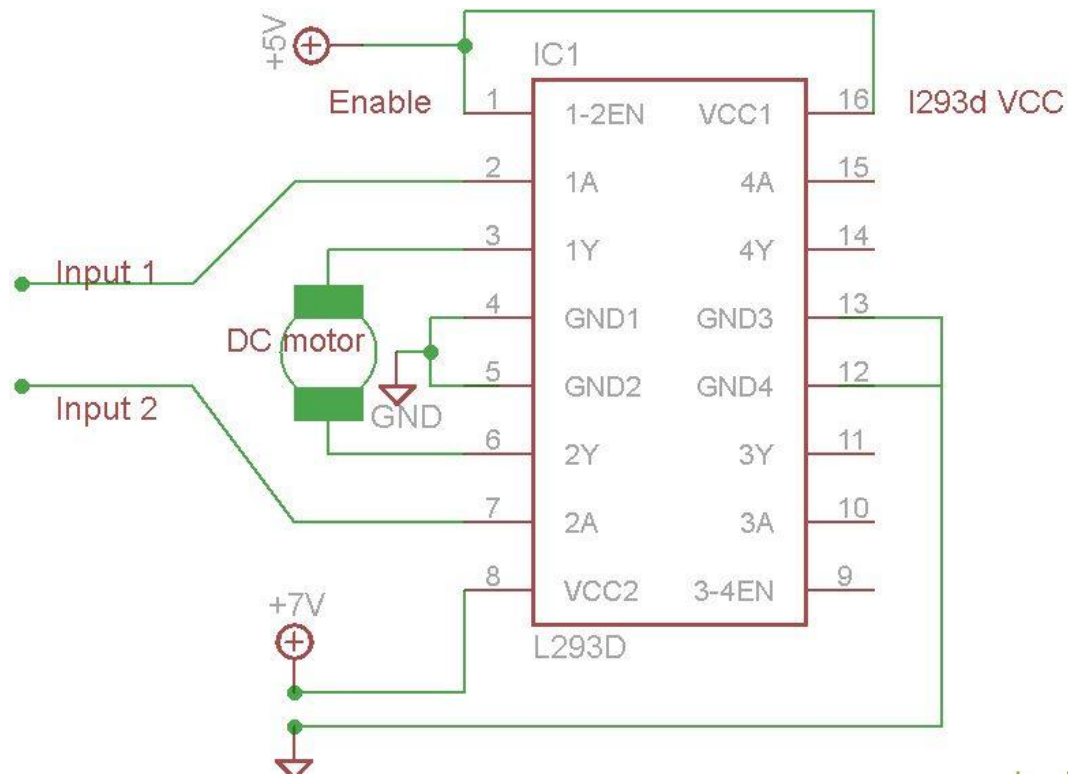 +5V
IC1
Enable
1 1-2EN VCC1 16 l293d VCC
2 1A 4A 15
3 1Y 4Y 14
Input 1
4 GND1 GND3 13
DC motor
5 GND2 GND4 12
Input 2
GND
6 2Y 3Y 11
7 2A 3A 10
8 VCC2 3-4EN 9
+7V
L293D